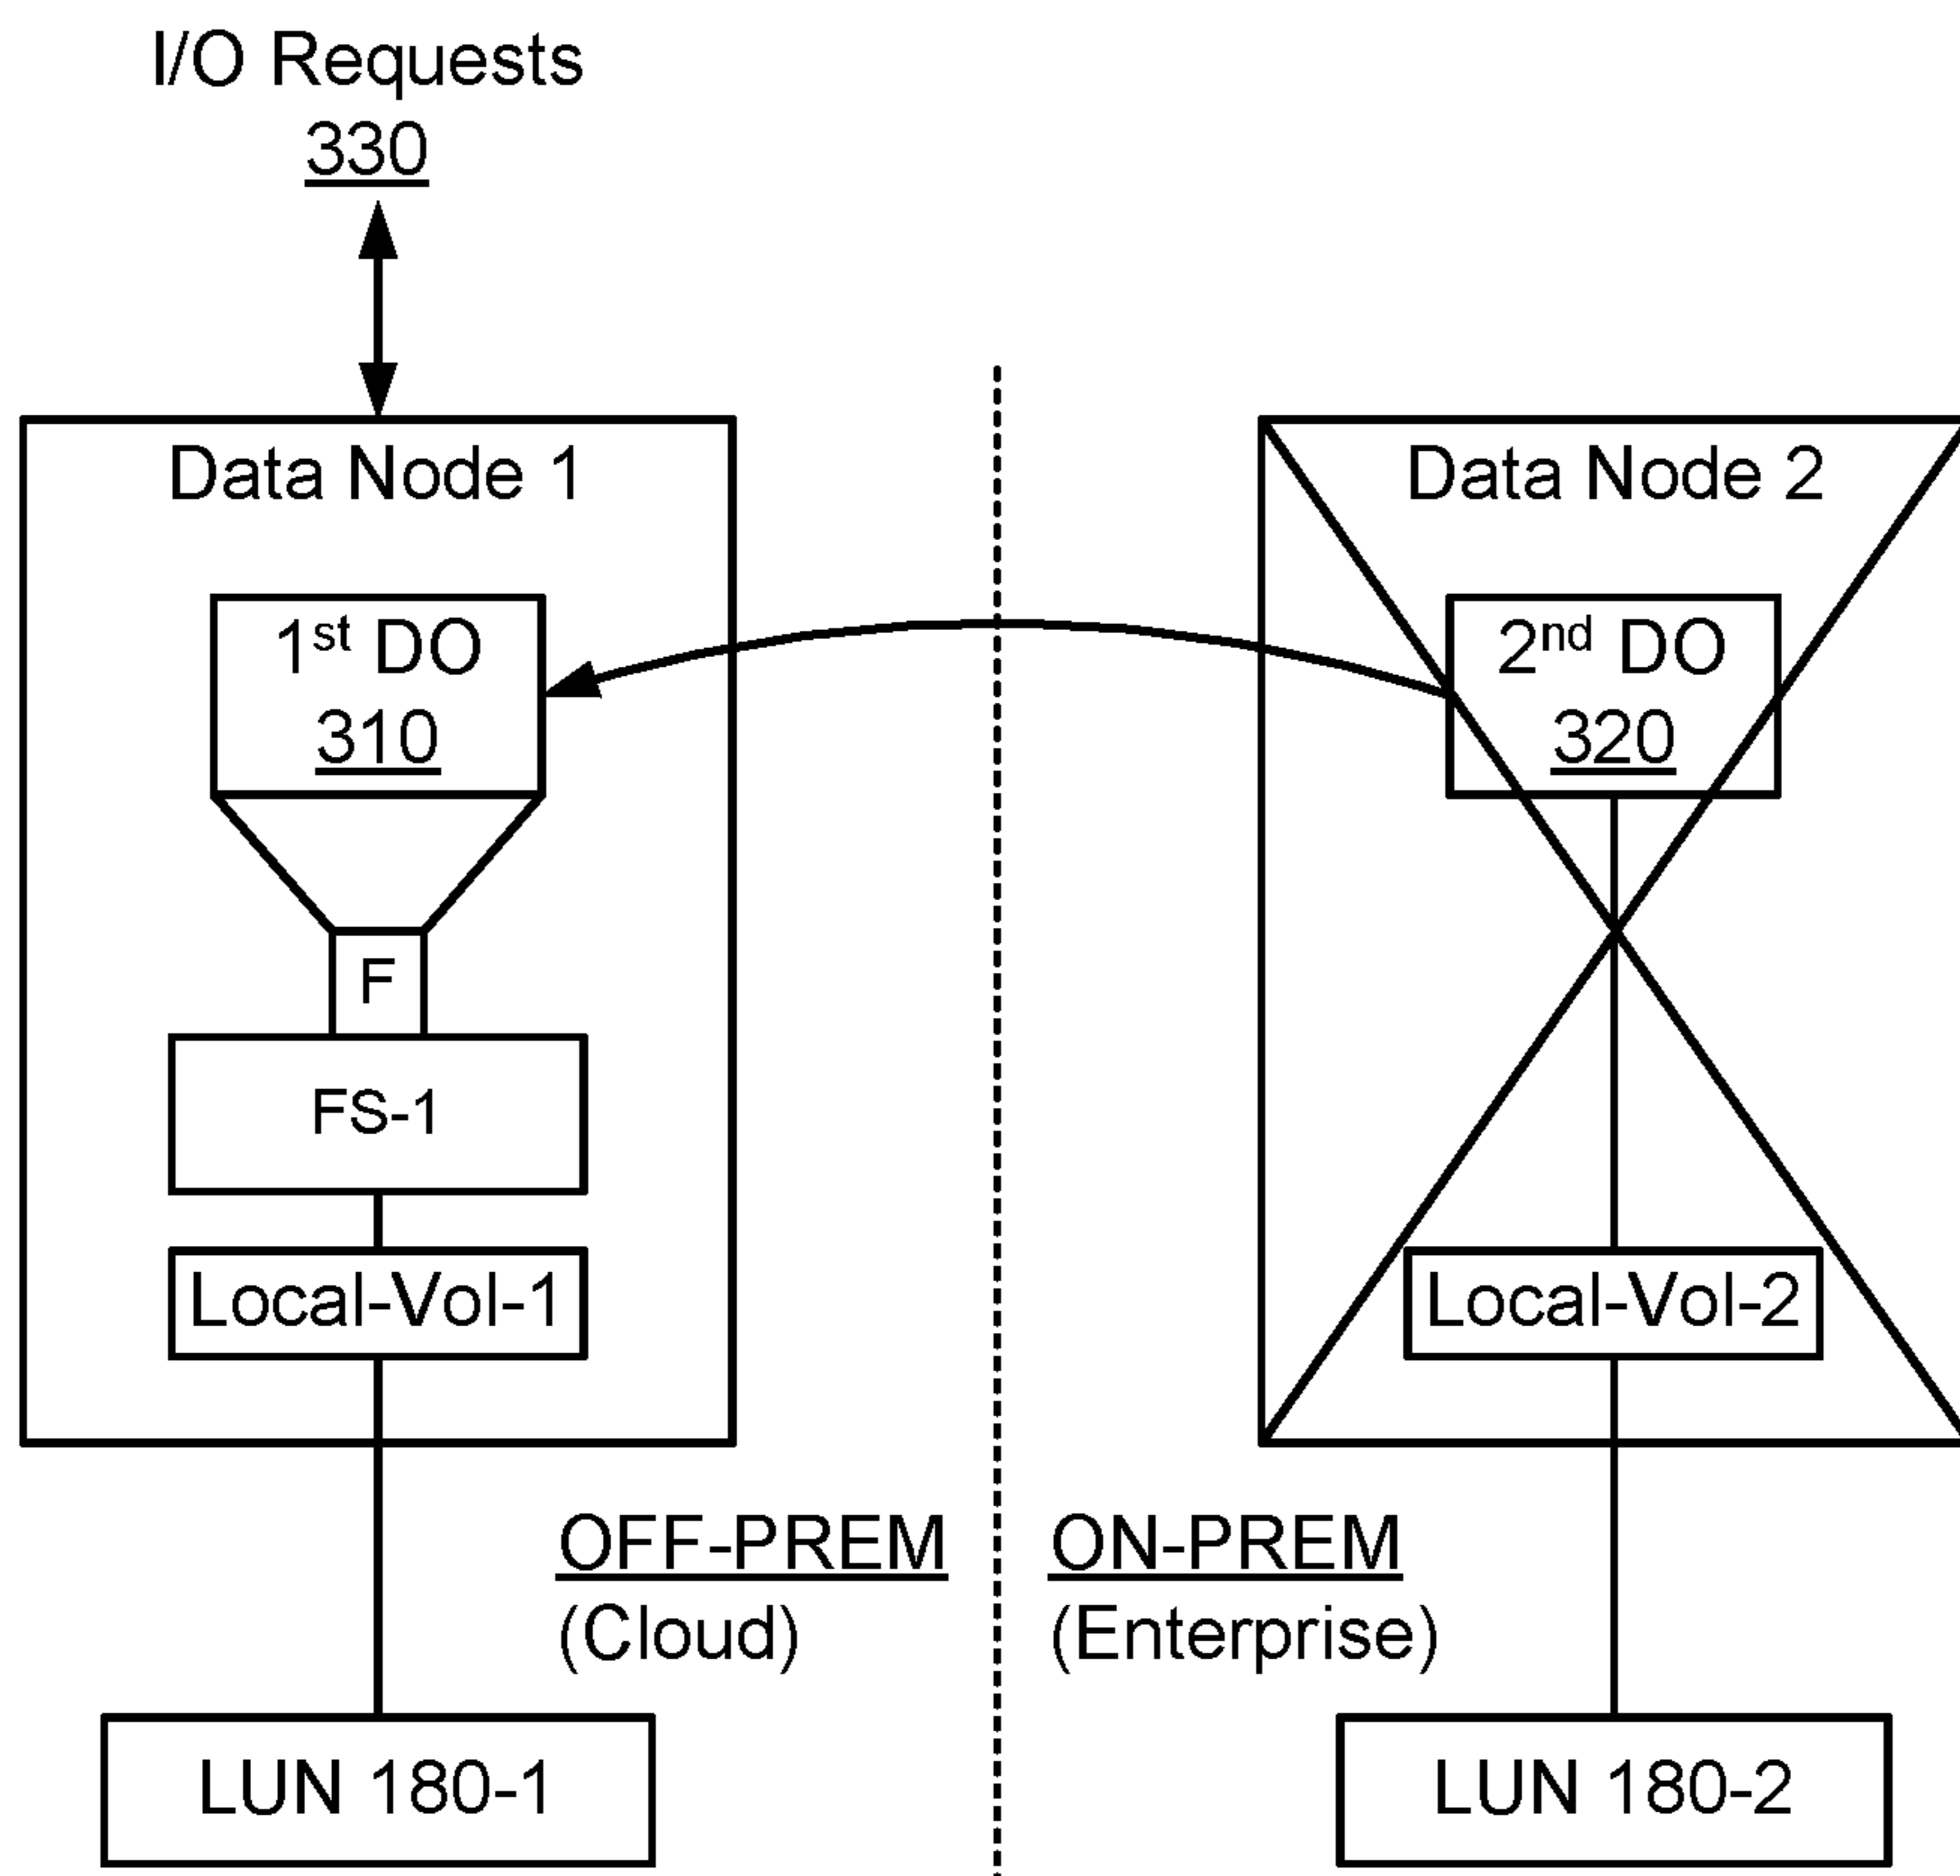 I/O Requests
330
Data Node 1
1st DO
310
F
FS-1
Local-Vol-1
OFF-PREM
(Cloud)
LUN 180-1
Data Node 2
2nd DO
320
Local-Vol-2
ON-PREM
(Enterprise)
LUN 180-2